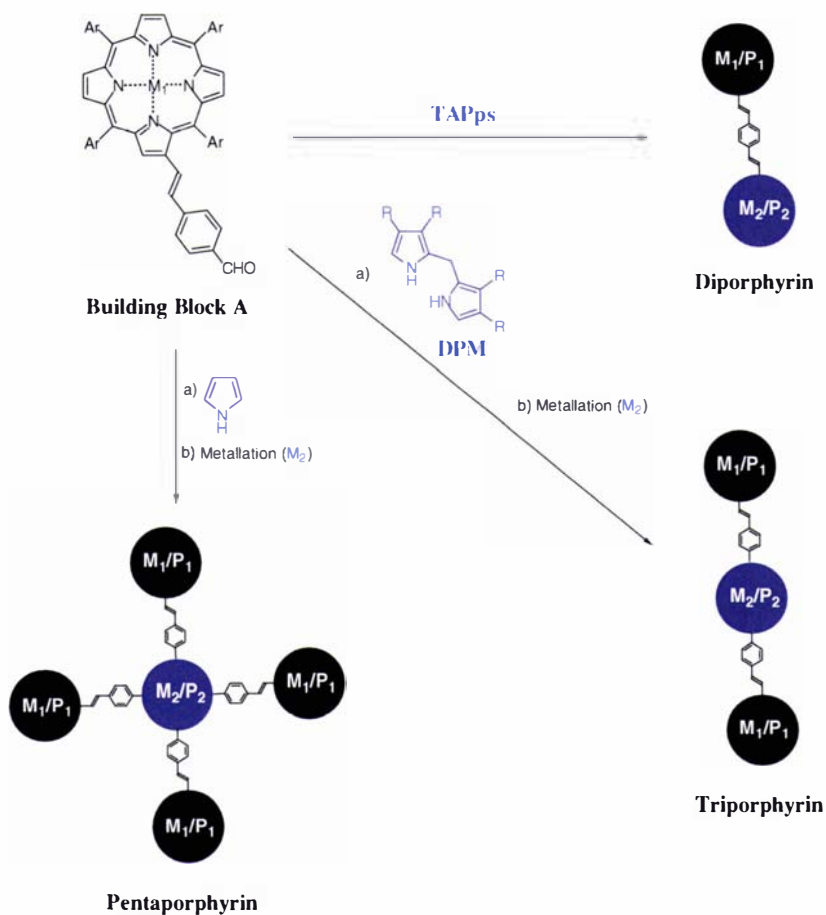 Ar
Ar
N
N
M1
N
N
Ar
Ar
CHO
Building Block A
TAPps
M1/P1
M2/P2
Diporphyrin
a)
R
R
N
H
HN
R
R
DPM
b) Metallation (M2)
a)
N
H
b) Metallation (M2)
M1/P1
M1/P1
M2/P2
M1/P1
M1/P1
Pentaporphyrin
M1/P1
M2/P2
M1/P1
Triporphyrin